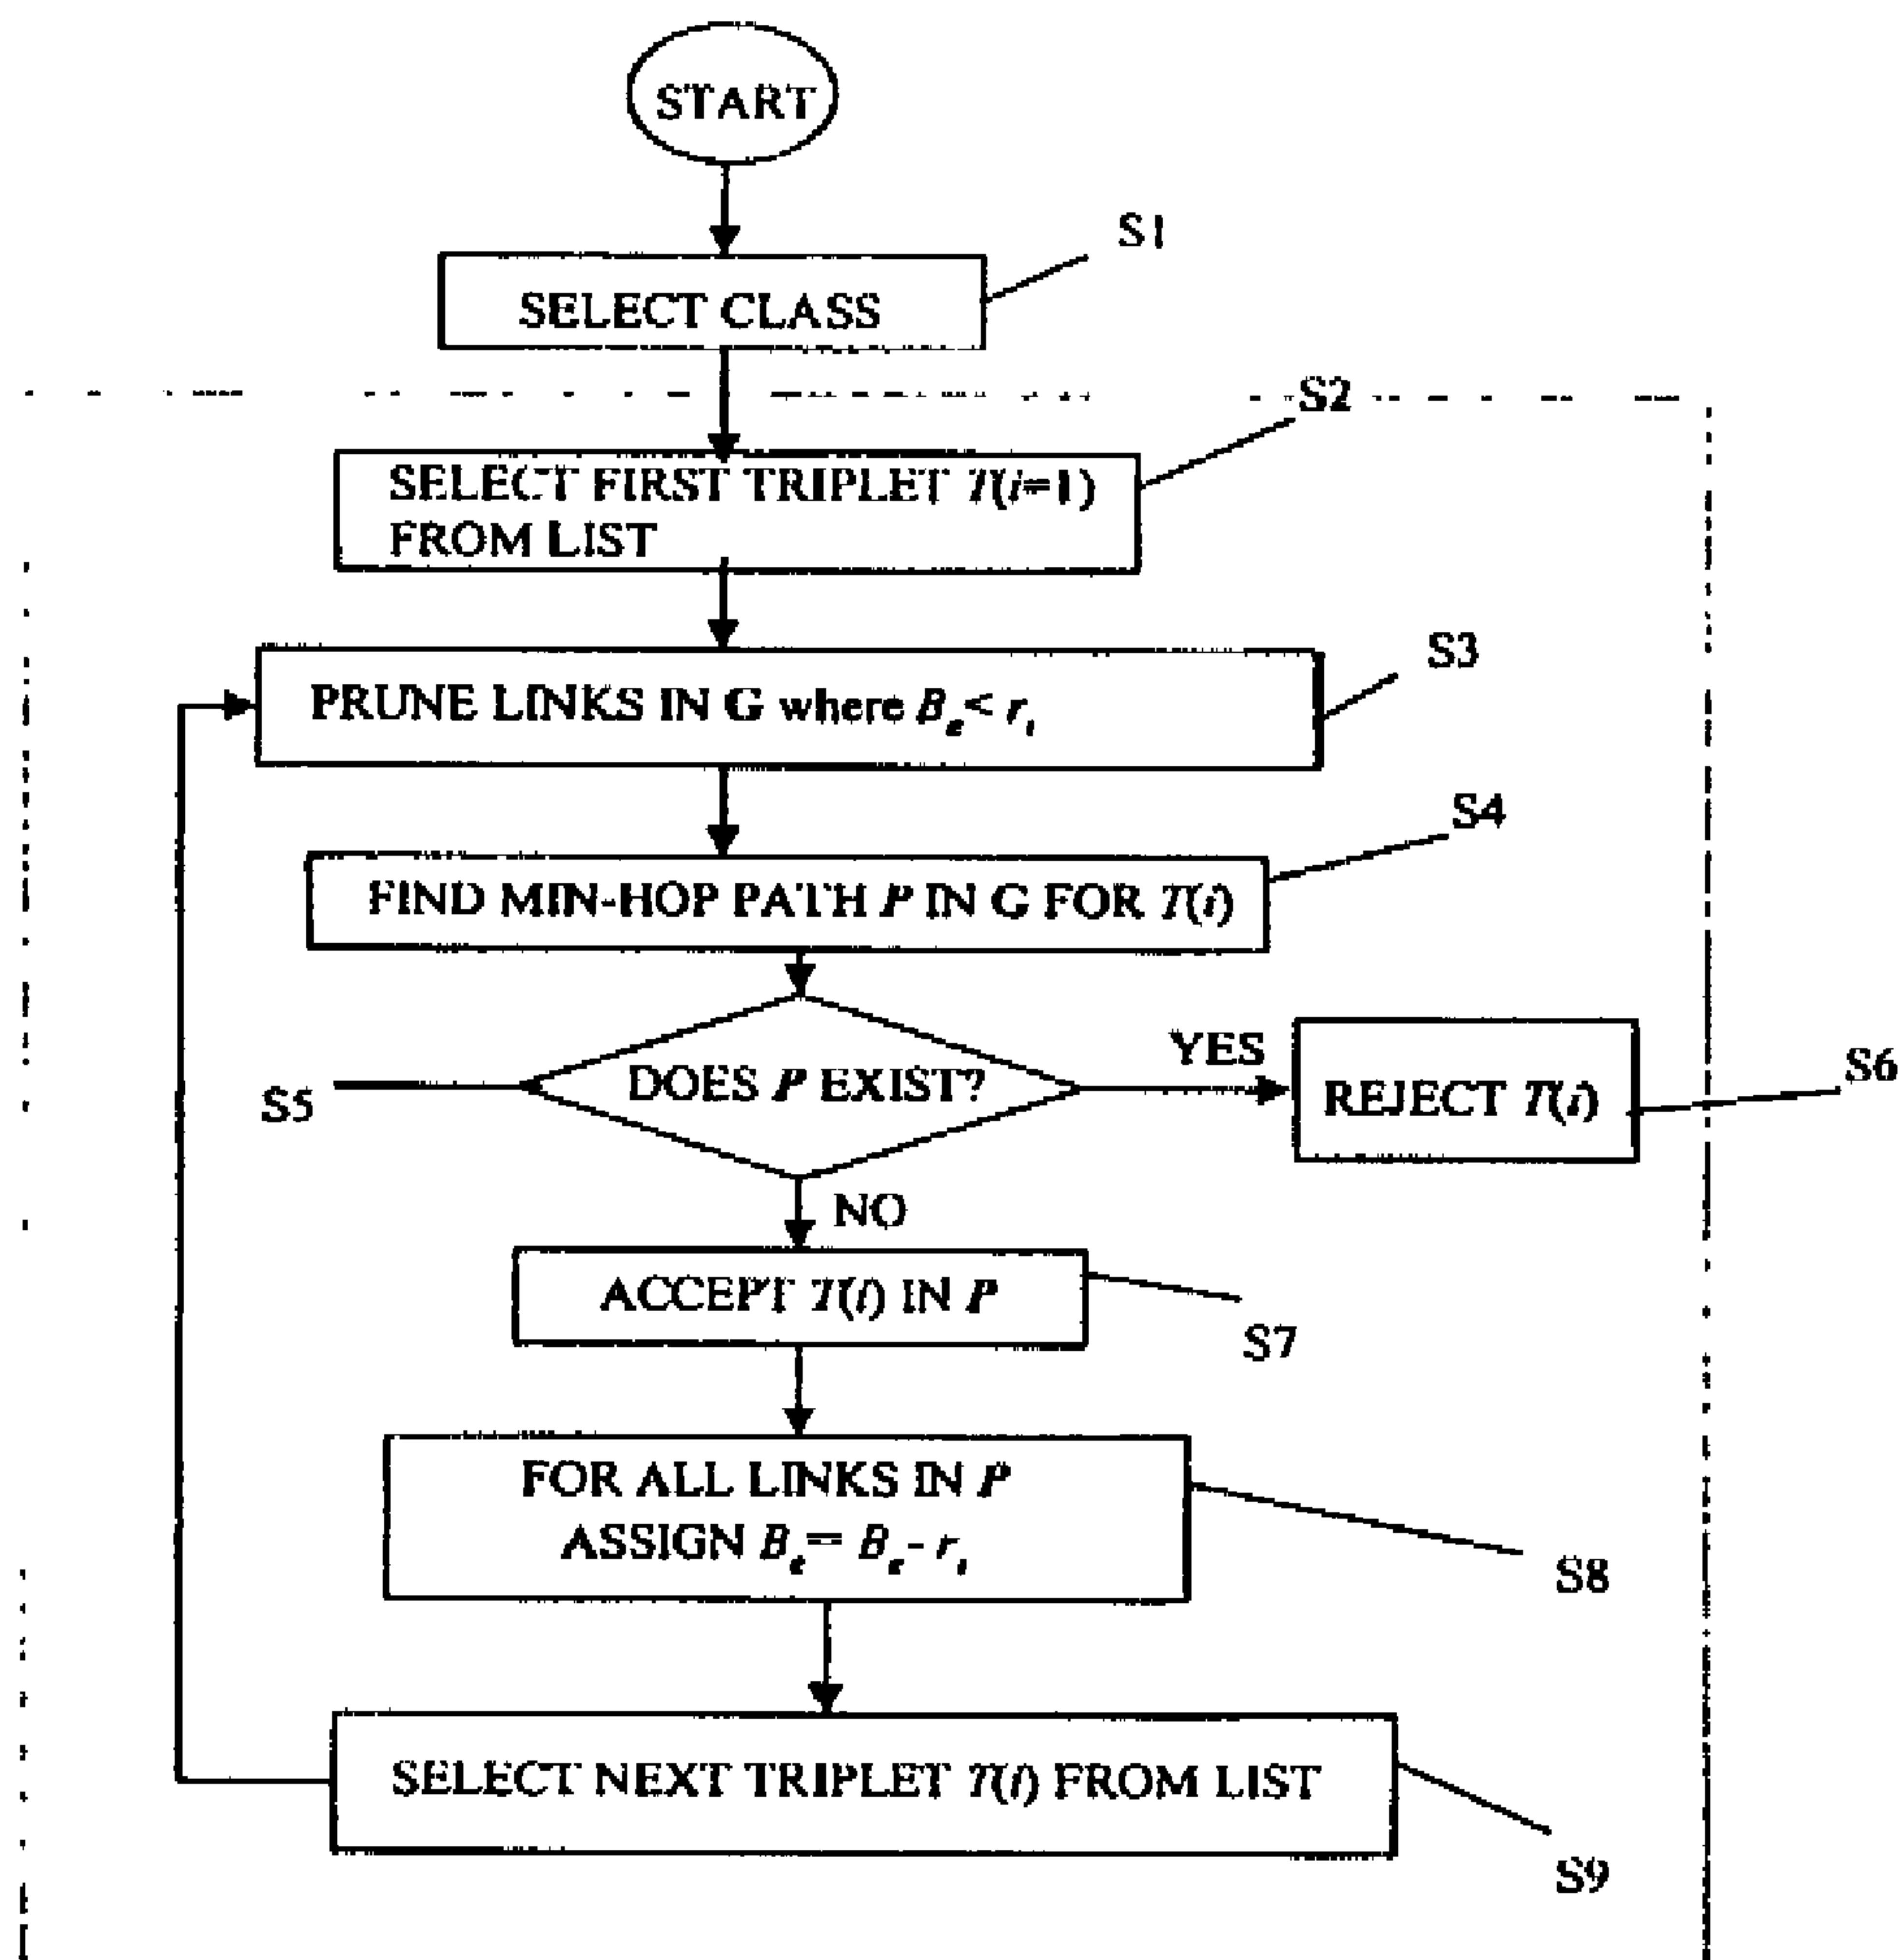 START
S1
SELECT CLASS
S2
SELECT FIRST TRIPLET T(i=1)
FROM LIST
S3
PRUNE LINKS IN G where B_e < r_i
S4
FIND MIN-HOP PATH P IN G FOR T(i)
S5
DOES P EXIST?
YES
REJECT T(i)
S6
NO
ACCEPT T(i) IN P
S7
FOR ALL LINKS IN P
ASSIGN B_e = B_e - r_i
S8
SELECT NEXT TRIPLET T(i) FROM LIST
S9